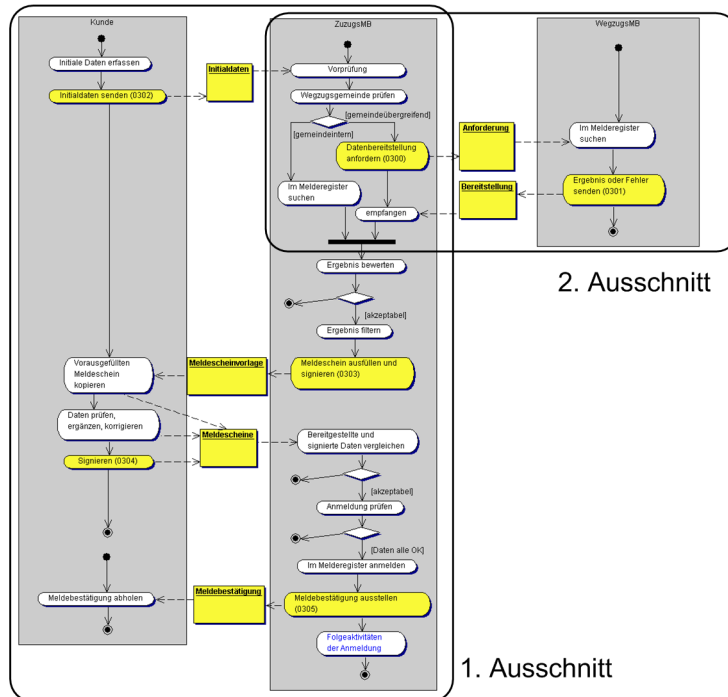 Kunde
ZuzugsMB
WegzugsMB
Initiale Daten erfassen
Initialdaten senden (0302)
Initialdaten
Vorprüfung
Wegzugsgemeinde prüfen
[gemeindeübergreifend]
[gemeindeintern]
Datenbereitstellung
anfordern (0300)
Anforderung
Im Melderegister
suchen
Im Melderegister
suchen
Bereitstellung
Ergebnis oder Fehler
senden (0301)
empfangen
2. Ausschnitt
Ergebnis bewerten
[akzeptabel]
Ergebnis filtern
Vorausgefüllten
Meldeschein
kopieren
Meldescheinvorlage
Meldeschein ausfüllen und
signieren (0303)
Daten prüfen,
ergänzen, korrigieren
Meldescheine
Bereitgestellte und
signierte Daten vergleichen
Signieren (0304)
[akzeptabel]
Anmeldung prüfen
[Daten alle OK]
Im Melderegister anmelden
Meldebestätigung abholen
Meldebestätigung
Meldebestätigung ausstellen
(0305)
Folgeaktivitäten
der Anmeldung
1. Ausschnitt